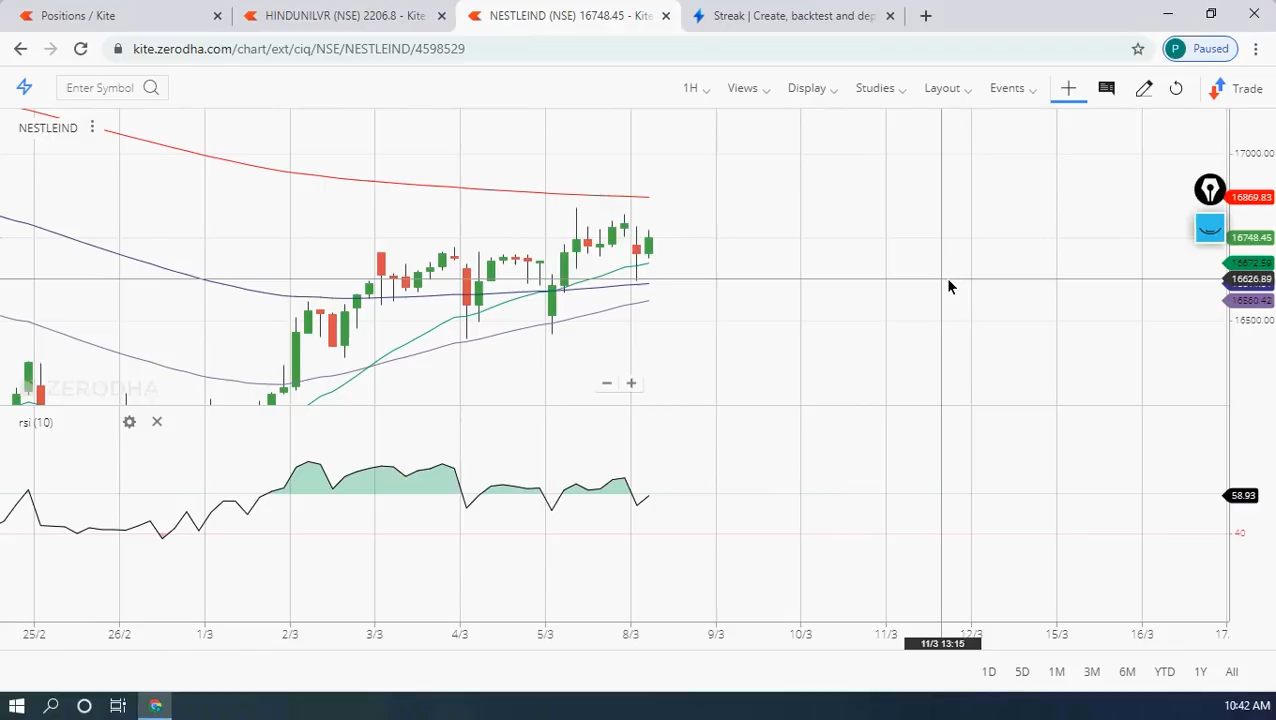 Positions / Kite
HINDUNILVR (NSE) 2206.8 - Kite
NESTLEIND (NSE) 16748.45 - Kite
Streak | Create, backtest and dep
kite.zerodha.com/chart/ext/ciq/NSE/NESTLEIND/4598529
P Paused
Enter Symbol
1H Views Display Studies Layout Events Trade
NESTLEIND
17000.00
16869.83
16748.45
16672.59
16626.89
16560.42
16500.00
ZERODHA
rsi (10)
58.93
40
25/2 26/2 1/3 2/3 3/3 4/3 5/3 8/3 9/3 10/3 11/3 12/3 15/3 16/3 17.
11/3 13:15
1D 5D 1M 3M 6M YTD 1Y All
10:42 AM